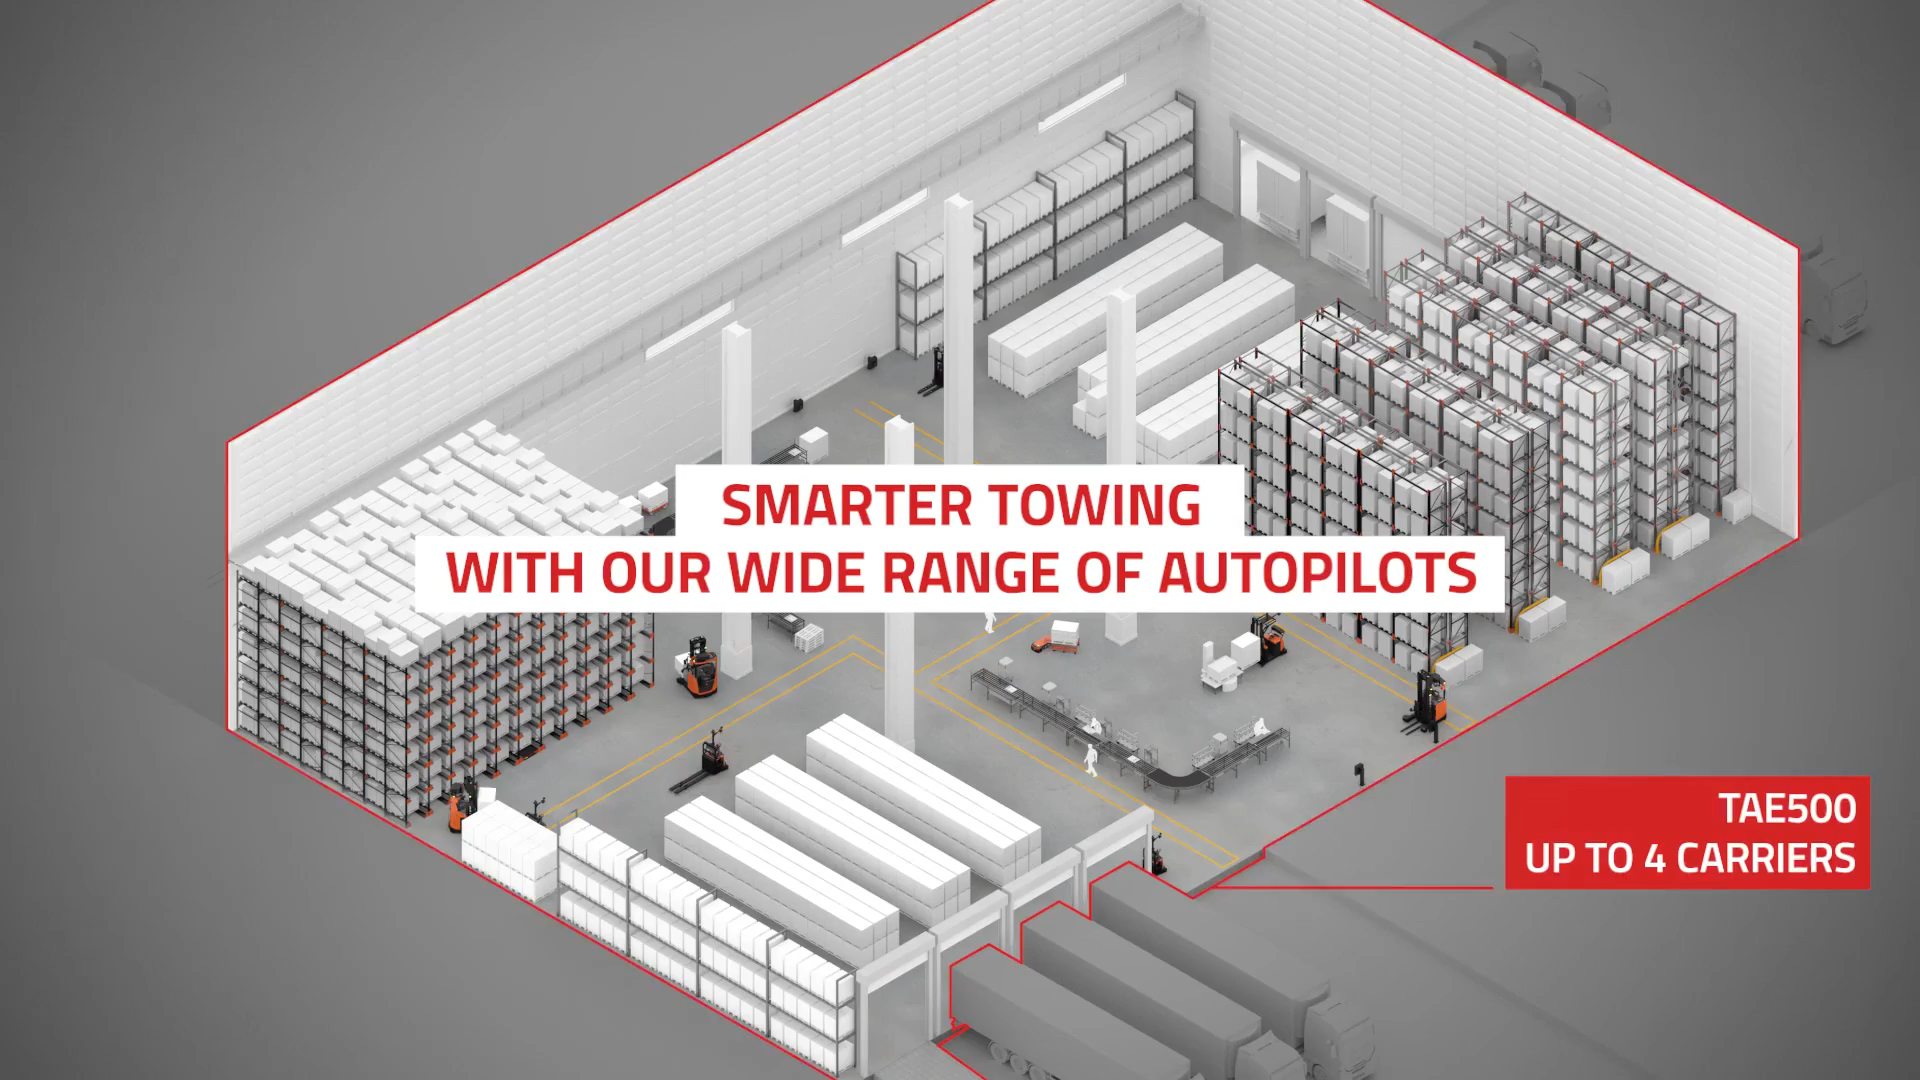 SMARTER TOWING
WITH OUR WIDE RANGE OF AUTOPILOTS
TAE500
UP TO 4 CARRIERS